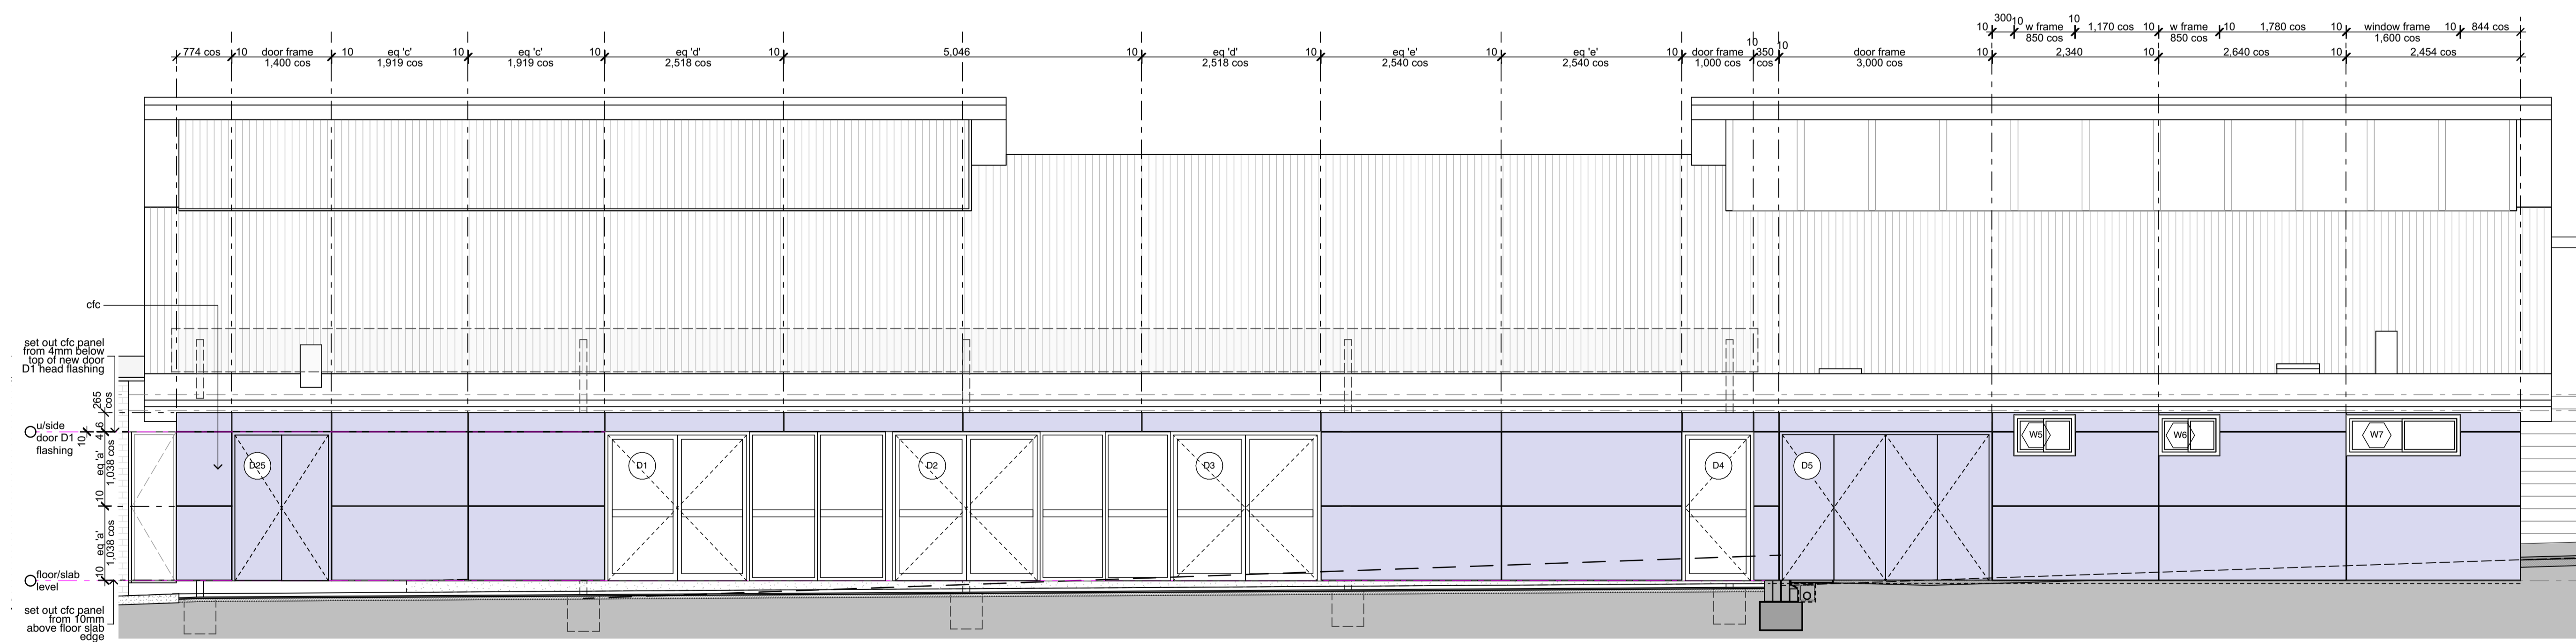 300
10
10
10
w frame
10
1,170 cos
10
w frame
10
1,780 cos
10
window frame
10
844 cos
850 cos
850 cos
1,600 cos
774 cos
10
door frame
10
eq 'c'
10
eq 'c'
10
eq 'd'
10
5,046
10
eq 'd'
10
eq 'e'
10
eq 'e'
10
door frame
10
350
10
door frame
10
2,340
10
2,640 cos
10
2,454 cos
1,400 cos
1,919 cos
1,919 cos
2,518 cos
2,518 cos
2,540 cos
2,540 cos
1,000 cos
cos
3,000 cos
cfc
set out cfc panel
from 4mm below
top of new door
D1 head flashing
265
cos
u/side
door D1
flashing
10
eq 'a'
1,038 cos
10
eq 'a'
1,038 cos
10
floor/slab
level
set out cfc panel
from 10mm
above floor slab
edge
D25
D1
D2
D3
D4
D5
W5
W6
W7